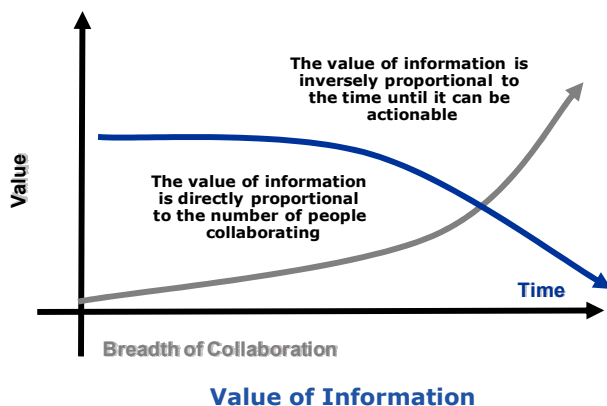 The value of information is
inversely proportional to
the time until it can be
actionable
Value
The value of information
is directly proportional
to the number of people
collaborating
Time
Breadth of Collaboration
Value of Information